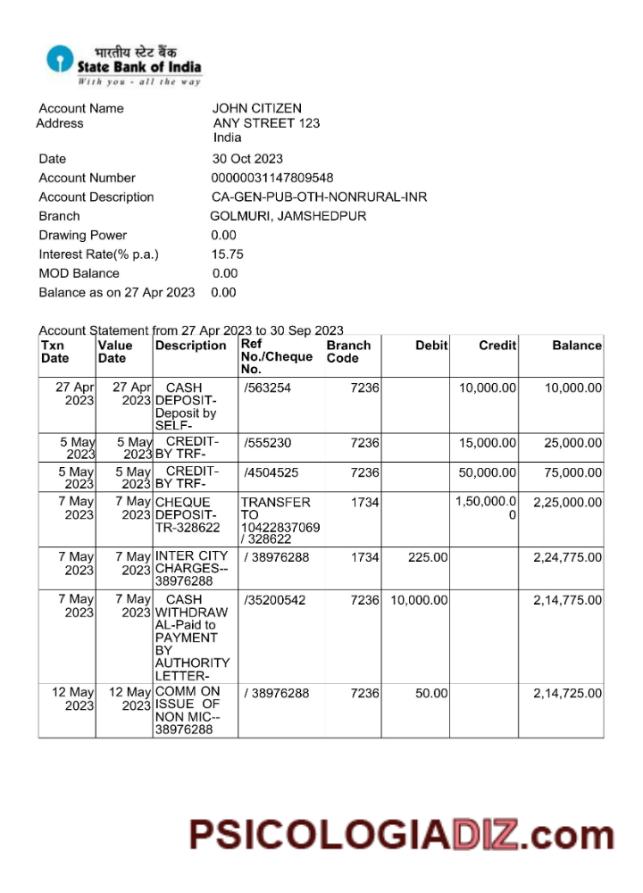 भारतीय स्टेट बैंक
State Bank of India
With you - all the way
Account Name JOHN CITIZEN
Address ANY STREET 123
India
Date 30 Oct 2023
Account Number 00000031147809548
Account Description CA-GEN-PUB-OTH-NONRURAL-INR
Branch GOLMURI, JAMSHEDPUR
Drawing Power 0.00
Interest Rate(% p.a.) 15.75
MOD Balance 0.00
Balance as on 27 Apr 2023 0.00
Account Statement from 27 Apr 2023 to 30 Sep 2023
Txn Value Description Ref Branch Debit Credit Balance
Date Date No./Cheque Code
No.
27 Apr 27 Apr CASH /563254 7236 10,000.00 10,000.00
2023 2023 DEPOSIT-
Deposit by
SELF-
5 May 5 May CREDIT- /555230 7236 15,000.00 25,000.00
2023 2023 BY TRF-
5 May 5 May CREDIT- /4504525 7236 50,000.00 75,000.00
2023 2023 BY TRF-
7 May 7 May CHEQUE TRANSFER 1734 1,50,000.0 2,25,000.00
2023 2023 DEPOSIT- TO 0
TR-328622 10422837069
/ 328622
7 May 7 May INTER CITY / 38976288 1734 225.00 2,24,775.00
2023 2023 CHARGES--
38976288
7 May 7 May CASH /35200542 7236 10,000.00 2,14,775.00
2023 2023 WITHDRAW
AL-Paid to
PAYMENT
BY
AUTHORITY
LETTER-
12 May 12 May COMM ON / 38976288 7236 50.00 2,14,725.00
2023 2023 ISSUE OF
NON MIC--
38976288
PSICOLOGIADIZ.com